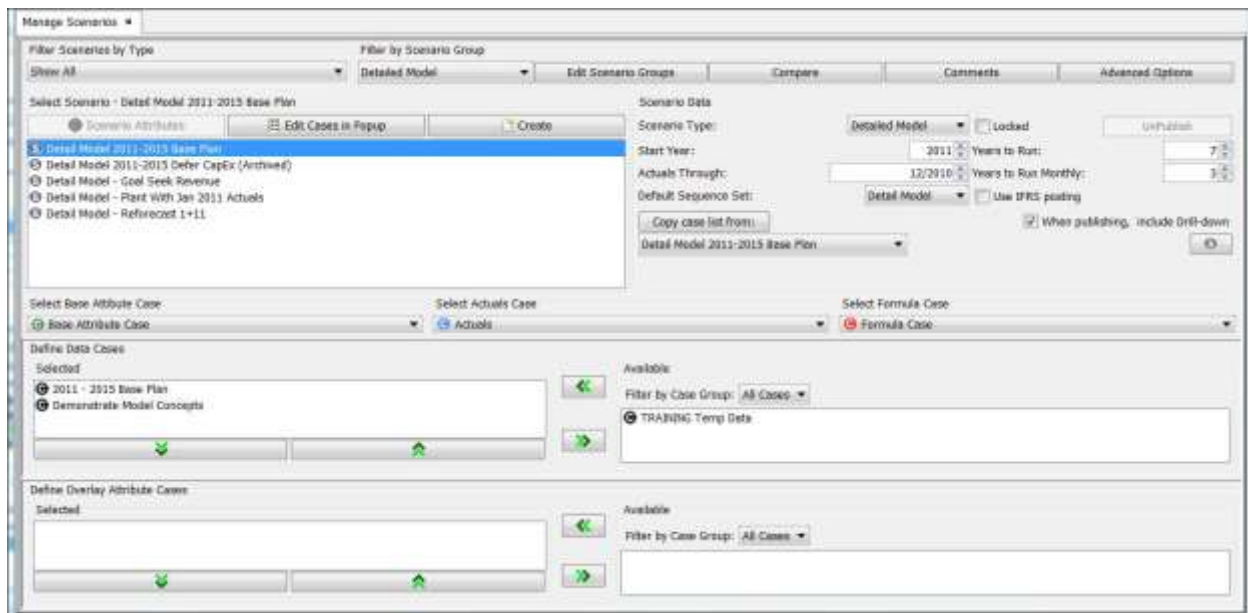 Manage Scenarios
Filter Scenarios by Type
Filter by Scenario Group
Show All
Detailed Model
Edit Scenario Groups
Compare
Comments
Advanced Options
Select Scenario - Detail Model 2011-2015 Base Plan
Scenario Attributes
Edit Cases in Popup
Create
Detail Model 2011-2015 Base Plan
Detail Model 2011-2015 Defer CapEx (Archived)
Detail Model - Goal Seek Revenue
Detail Model - Plant With Jan 2011 Actuals
Detail Model - Reforecast 1+11
Scenario Data
Scenario Type:
Detailed Model
Locked
UnPublish
Start Year:
2011
Years to Run:
7
Actuals Through:
12/2010
Years to Run Monthly:
3
Default Sequence Set:
Detail Model
Use IFRS posting
Copy case list from:
When publishing, include Drill-down
Detail Model 2011-2015 Base Plan
Select Base Attibute Case
Select Actuals Case
Select Formula Case
Base Attribute Case
Actuals
Formula Case
Define Data Cases
Selected
2011 - 2015 Base Plan
Demonstrate Model Concepts
Available
Filter by Case Group:
All Cases
TRAINING Temp Data
Define Overlay Attribute Cases
Selected
Available
Filter by Case Group:
All Cases